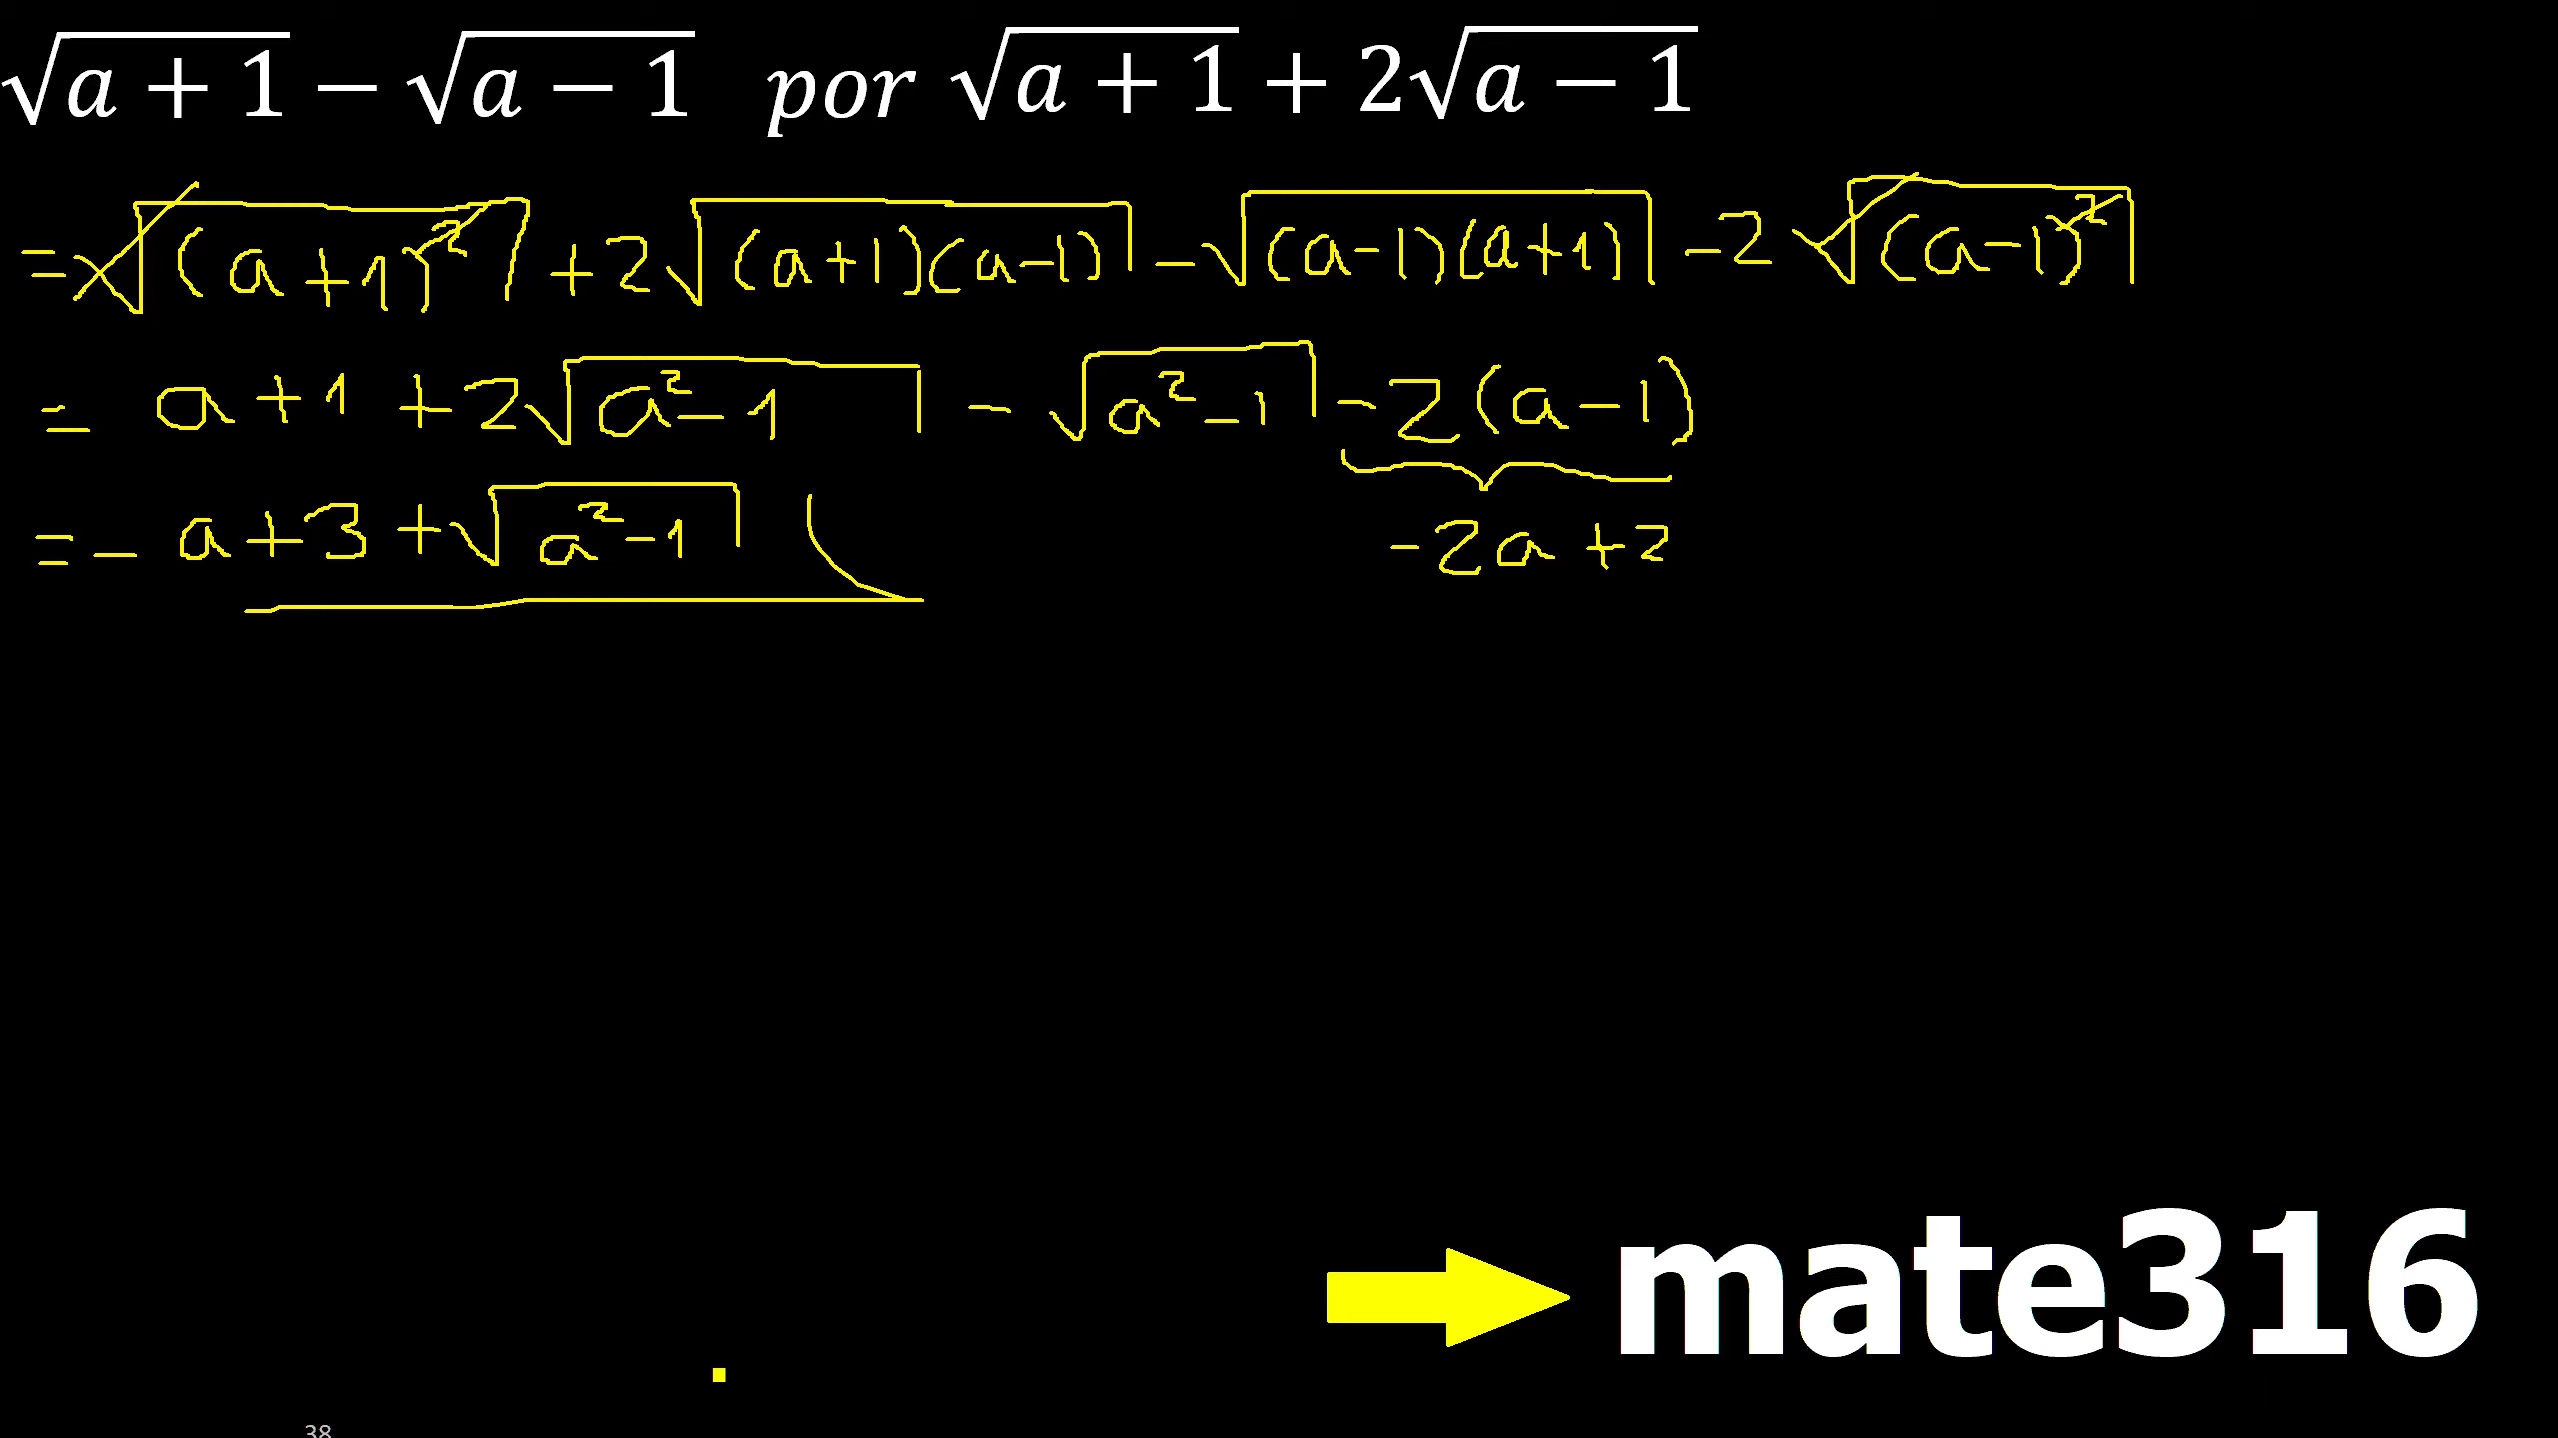 √(a+1) − √(a−1) por √(a+1) + 2√(a−1)
= √((a+1)²) + 2√((a+1)(a−1)) − √((a−1)(a+1)) − 2√((a−1)²)
= a+1 + 2√(a²−1) − √(a²−1) − 2(a−1)
= − a+3 + √(a²−1)
−2a+2
mate316
38